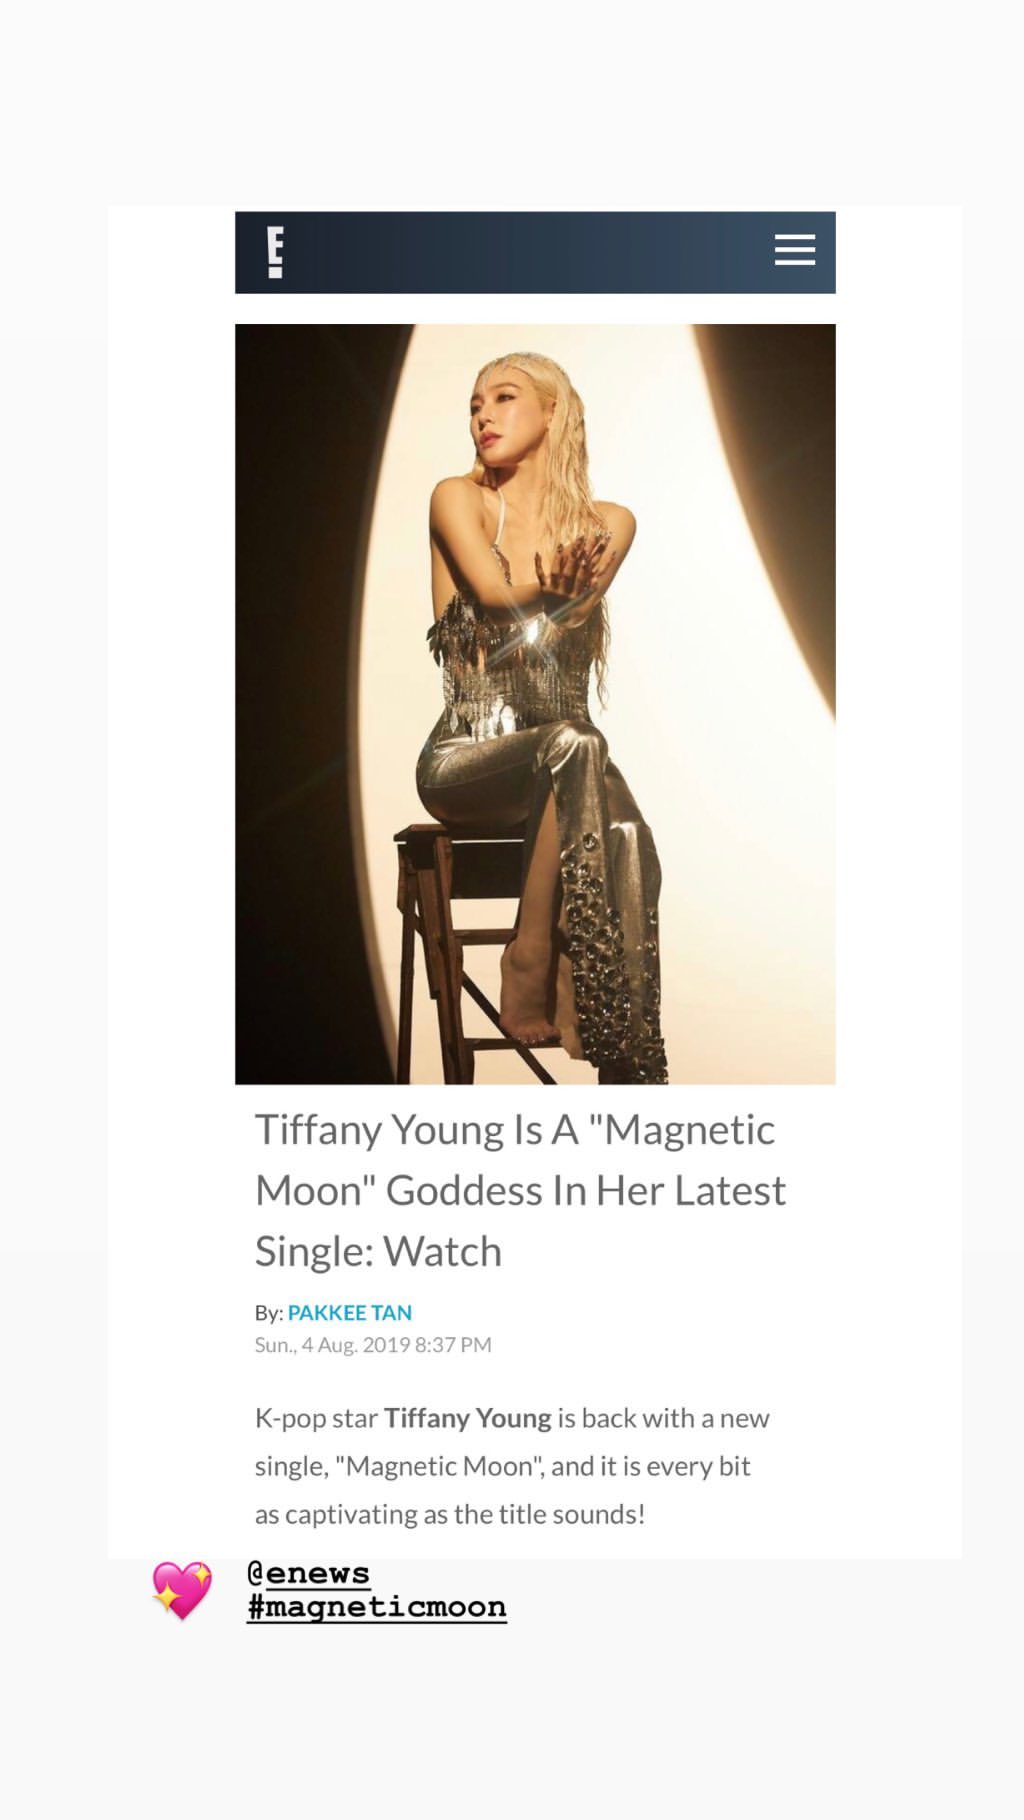 E!
Tiffany Young Is A "Magnetic
Moon" Goddess In Her Latest
Single: Watch
By: PAKKEE TAN
Sun., 4 Aug. 2019 8:37 PM
K-pop star Tiffany Young is back with a new
single, "Magnetic Moon", and it is every bit
as captivating as the title sounds!
@enews
#magneticmoon